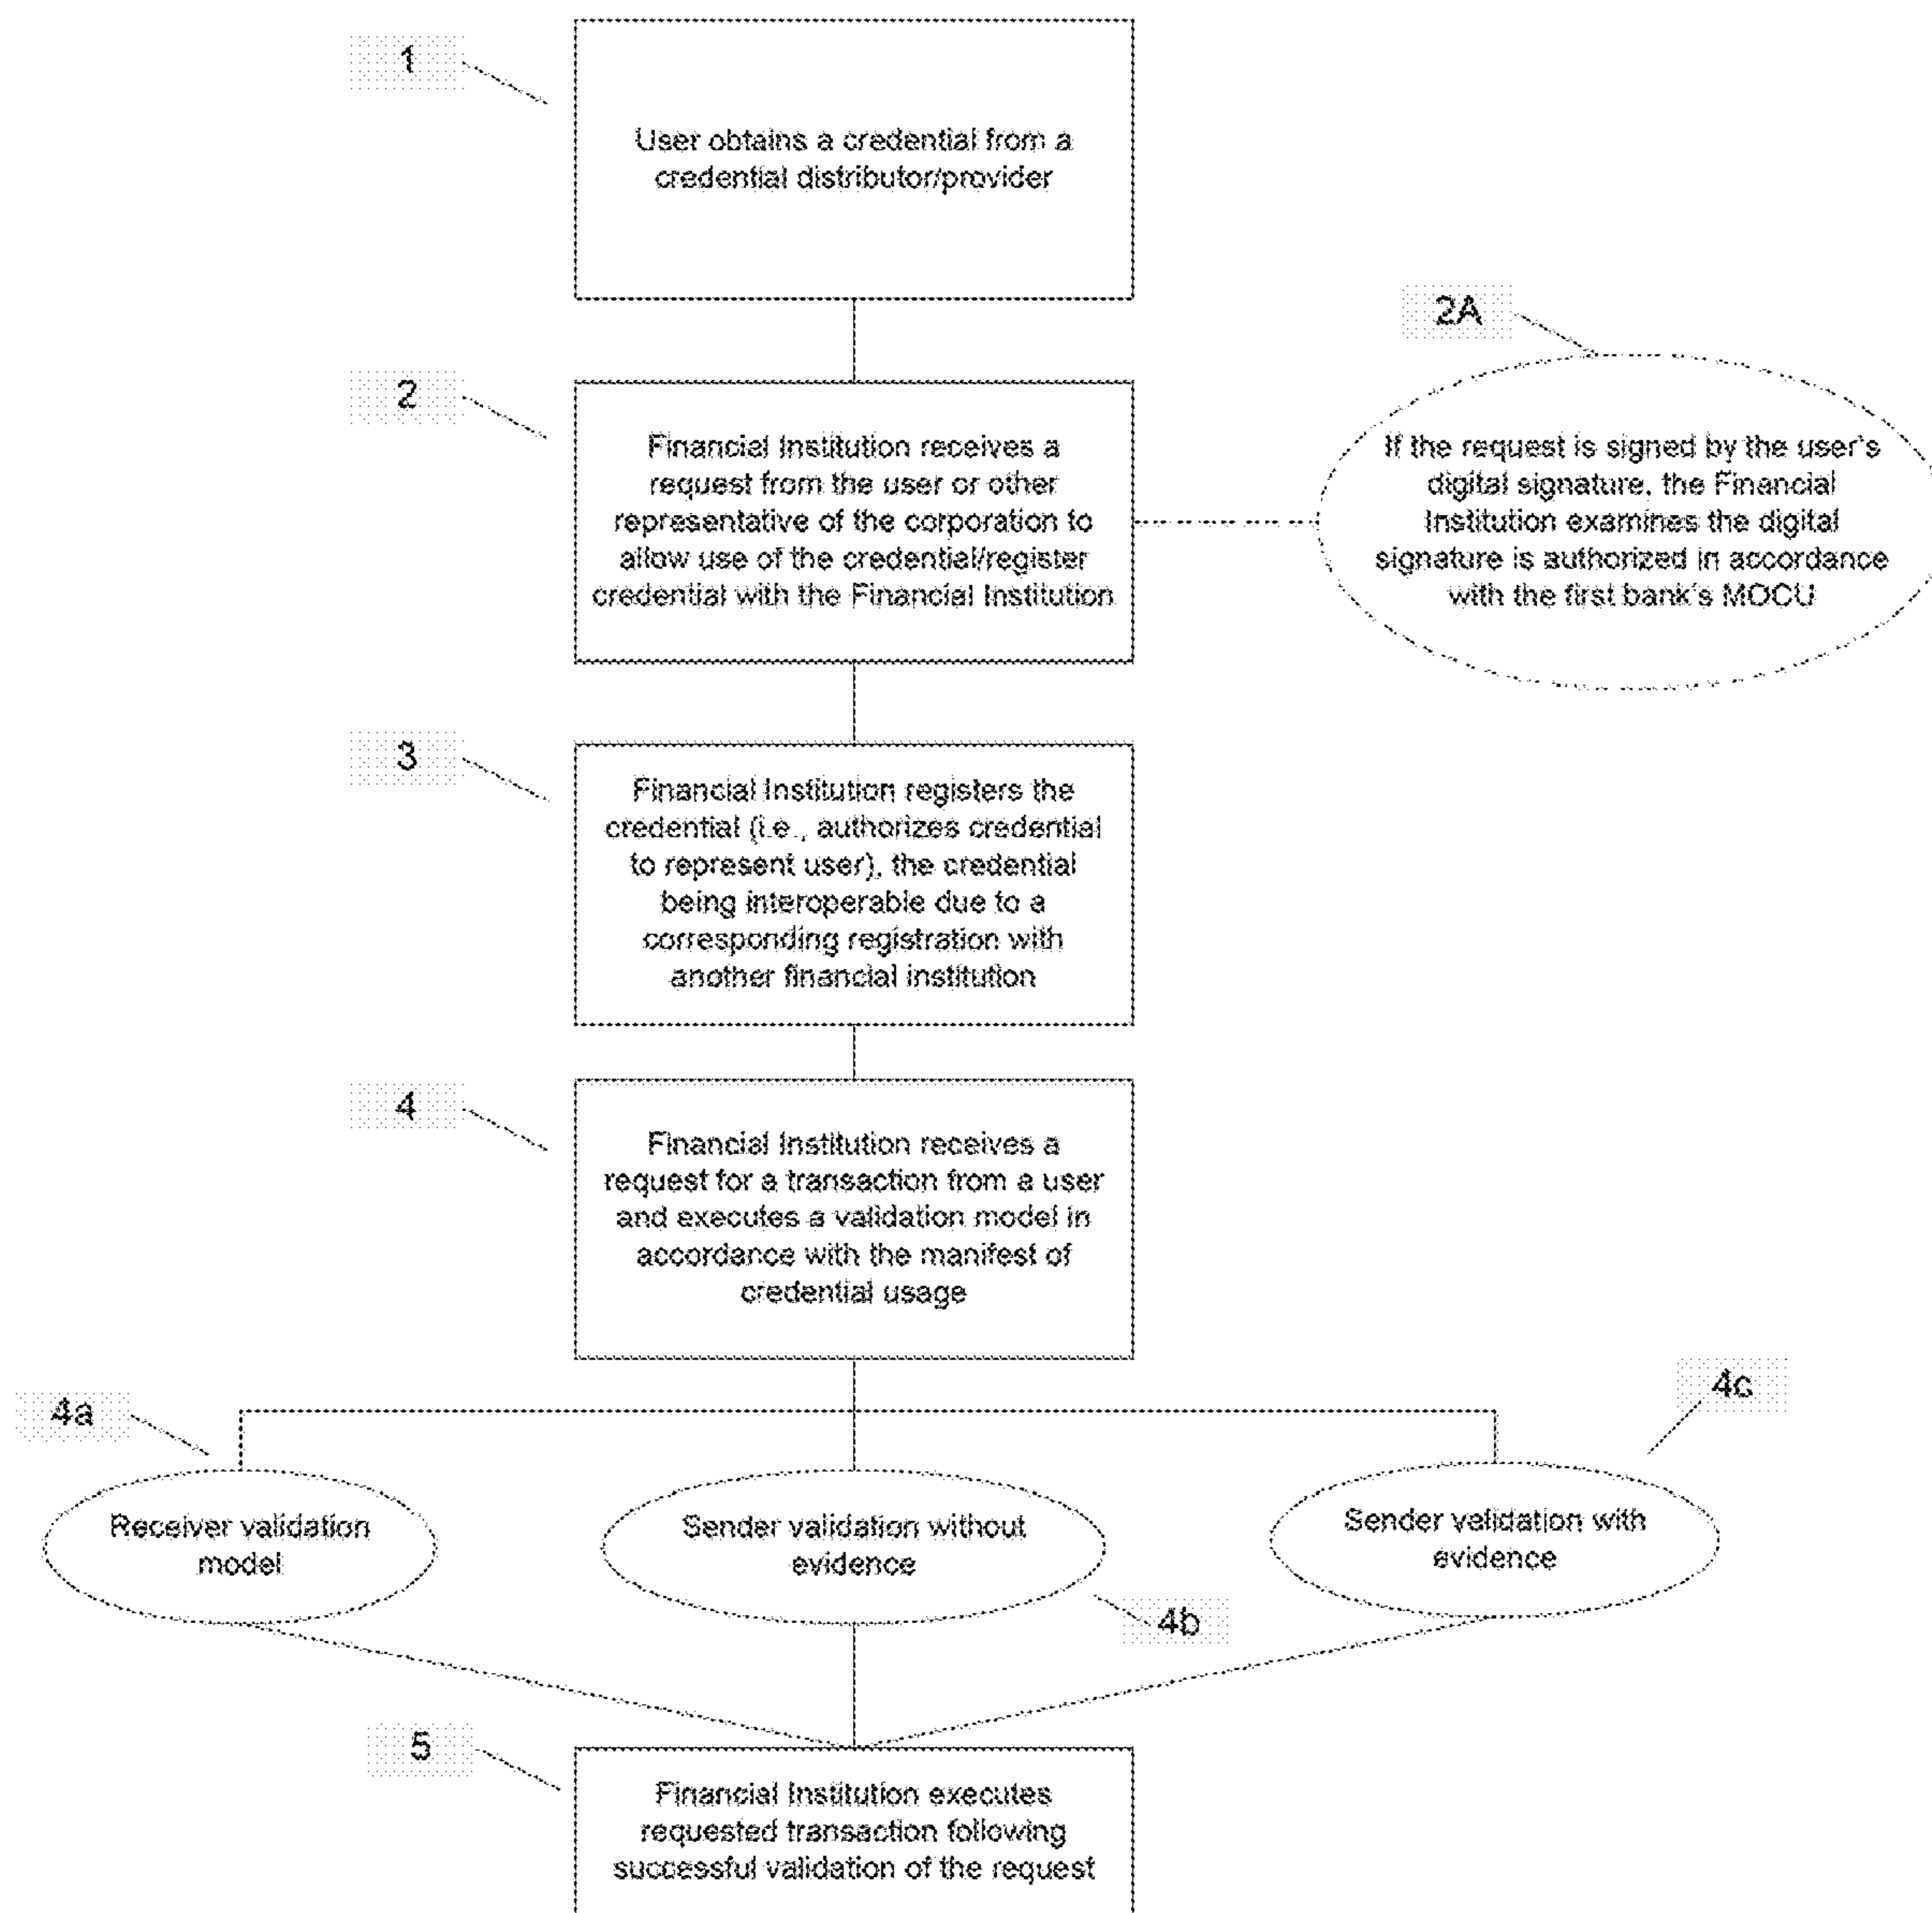 1
User obtains a credential from a
credential distributor/provider
2A
2
Financial Institution receives a
request from the user or other
representative of the corporation to
allow use of the credential/register
credential with the Financial Institution
If the request is signed by the user's
digital signature, the Financial
Institution examines the digital
signature is authorized in accordance
with the first bank's MOCU
3
Financial Institution registers the
credential (i.e., authorizes credential
to represent user), the credential
being interoperable due to a
corresponding registration with
another financial institution
4
Financial Institution receives a
request for a transaction from a user
and executes a validation model in
accordance with the manifest of
credential usage
4a
4c
Receiver validation
model
Sender validation without
evidence
Sender validation with
evidence
4b
5
Financial Institution executes
requested transaction following
successful validation of the request